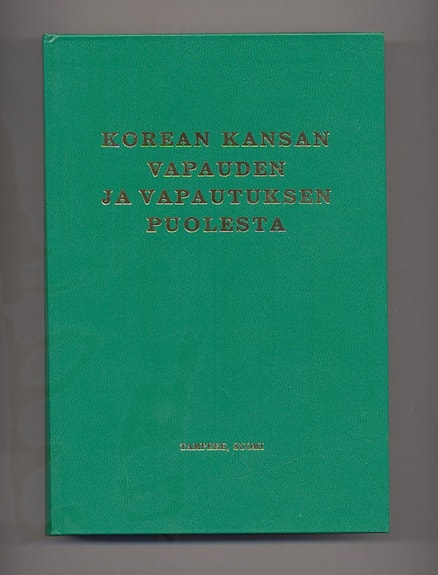 KOREAN KANSAN
VAPAUDEN
JA VAPAUTUKSEN
PUOLESTA
TAMPERE, SUOMI